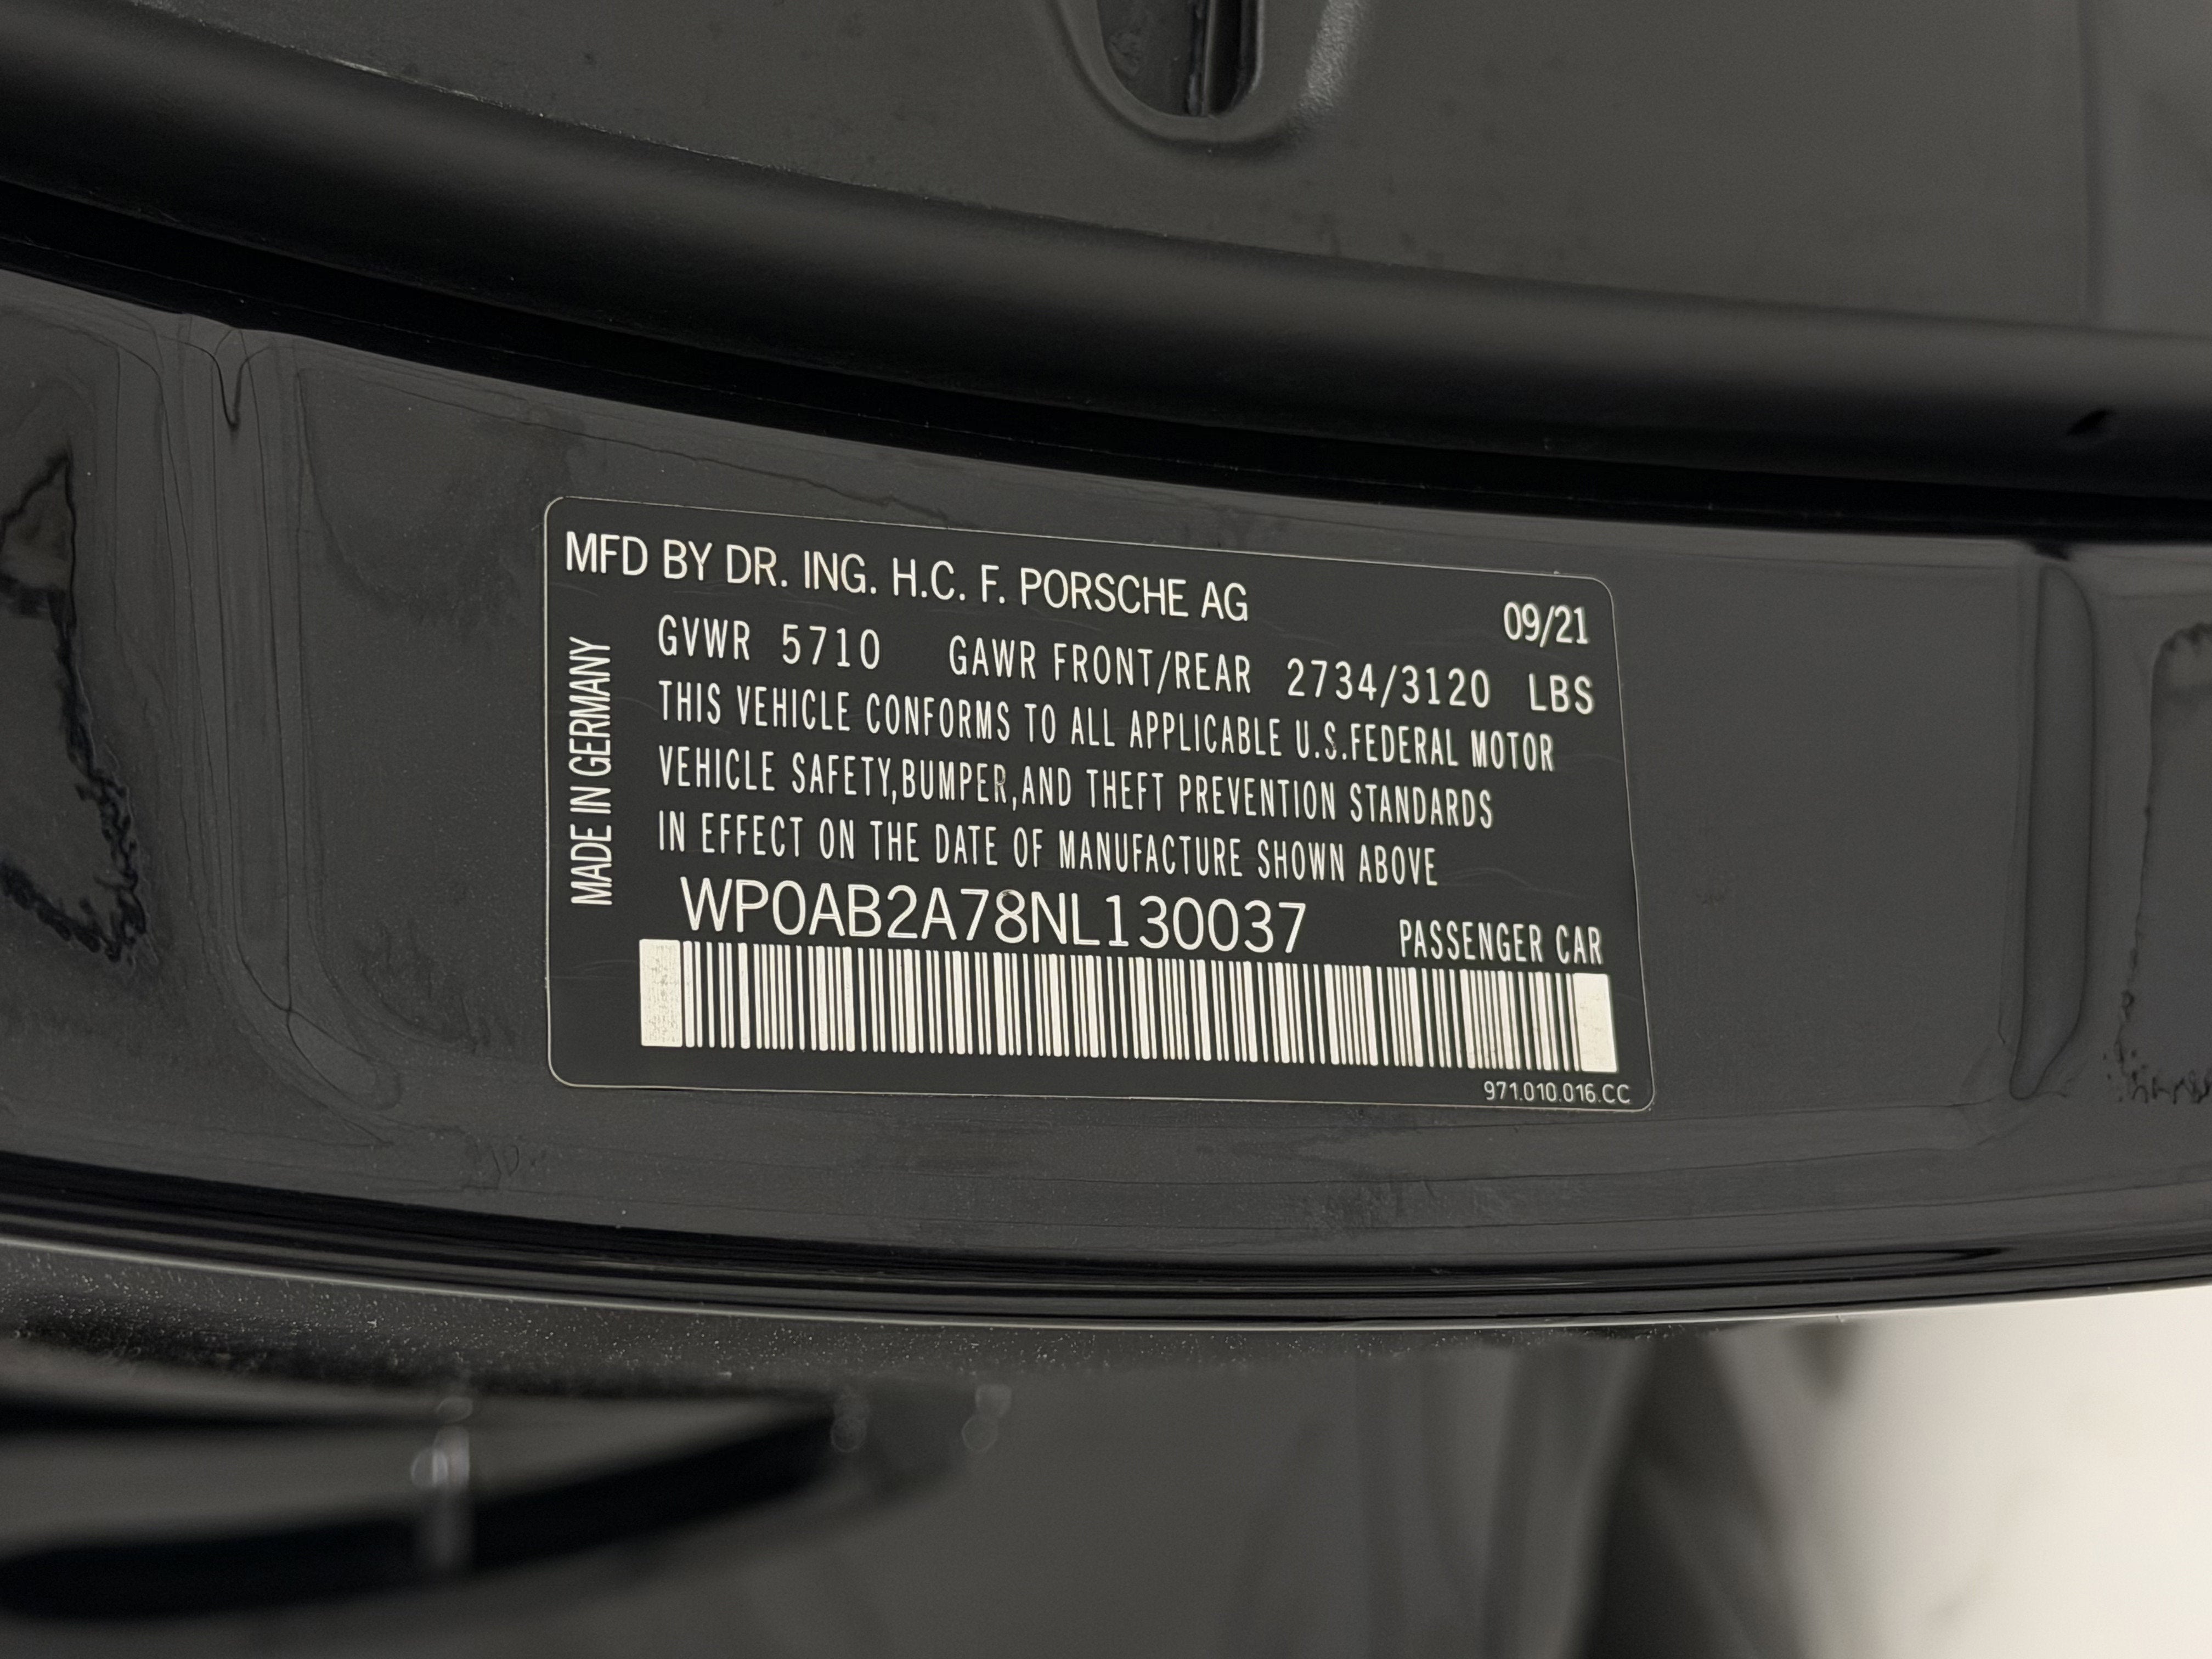 MFD BY DR. ING. H.C. F. PORSCHE AG
09/21
MADE IN GERMANY
GVWR 5710 GAWR FRONT/REAR 2734/3120 LBS
THIS VEHICLE CONFORMS TO ALL APPLICABLE U.S.FEDERAL MOTOR
VEHICLE SAFETY,BUMPER,AND THEFT PREVENTION STANDARDS
IN EFFECT ON THE DATE OF MANUFACTURE SHOWN ABOVE
WP0AB2A78NL130037
PASSENGER CAR
971.010.016.CC